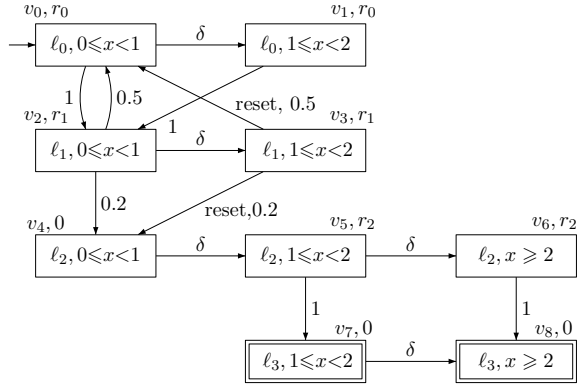 v₀, r₀
v₁, r₀
ℓ₀, 0⩽x<1
δ
ℓ₀, 1⩽x<2
1
0.5
reset, 0.5
v₂, r₁
1
v₃, r₁
ℓ₁, 0⩽x<1
δ
ℓ₁, 1⩽x<2
0.2
reset,0.2
v₄, 0
v₅, r₂
v₆, r₂
ℓ₂, 0⩽x<1
δ
ℓ₂, 1⩽x<2
δ
ℓ₂, x ⩾ 2
1
1
v₇, 0
v₈, 0
ℓ₃, 1⩽x<2
δ
ℓ₃, x ⩾ 2